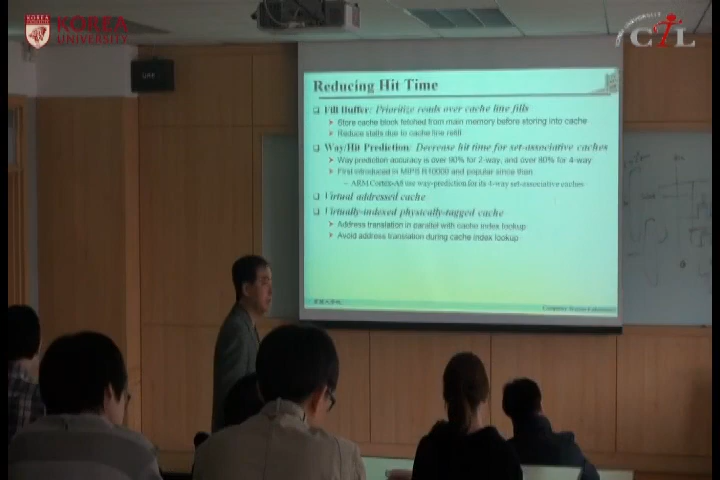 KOREA
UNIVERSITY
CTL
Reducing Hit Time
Fill Buffer: Prioritize reads over cache line fills
Store cache block fetched from main memory before storing into cache
Reduce stalls due to cache line refill
Way/Hit Prediction: Decrease hit time for set-associative caches
Way prediction accuracy is over 90% for 2-way, and over 80% for 4-way
First introduced in MIPS R10000 and popular since then
– ARM Cortex-A8 use way-prediction for its 4-way set-associative caches
Virtual addressed cache
Virtually-indexed physically-tagged cache
Address translation in parallel with cache index lookup
Avoid address translation during cache index lookup